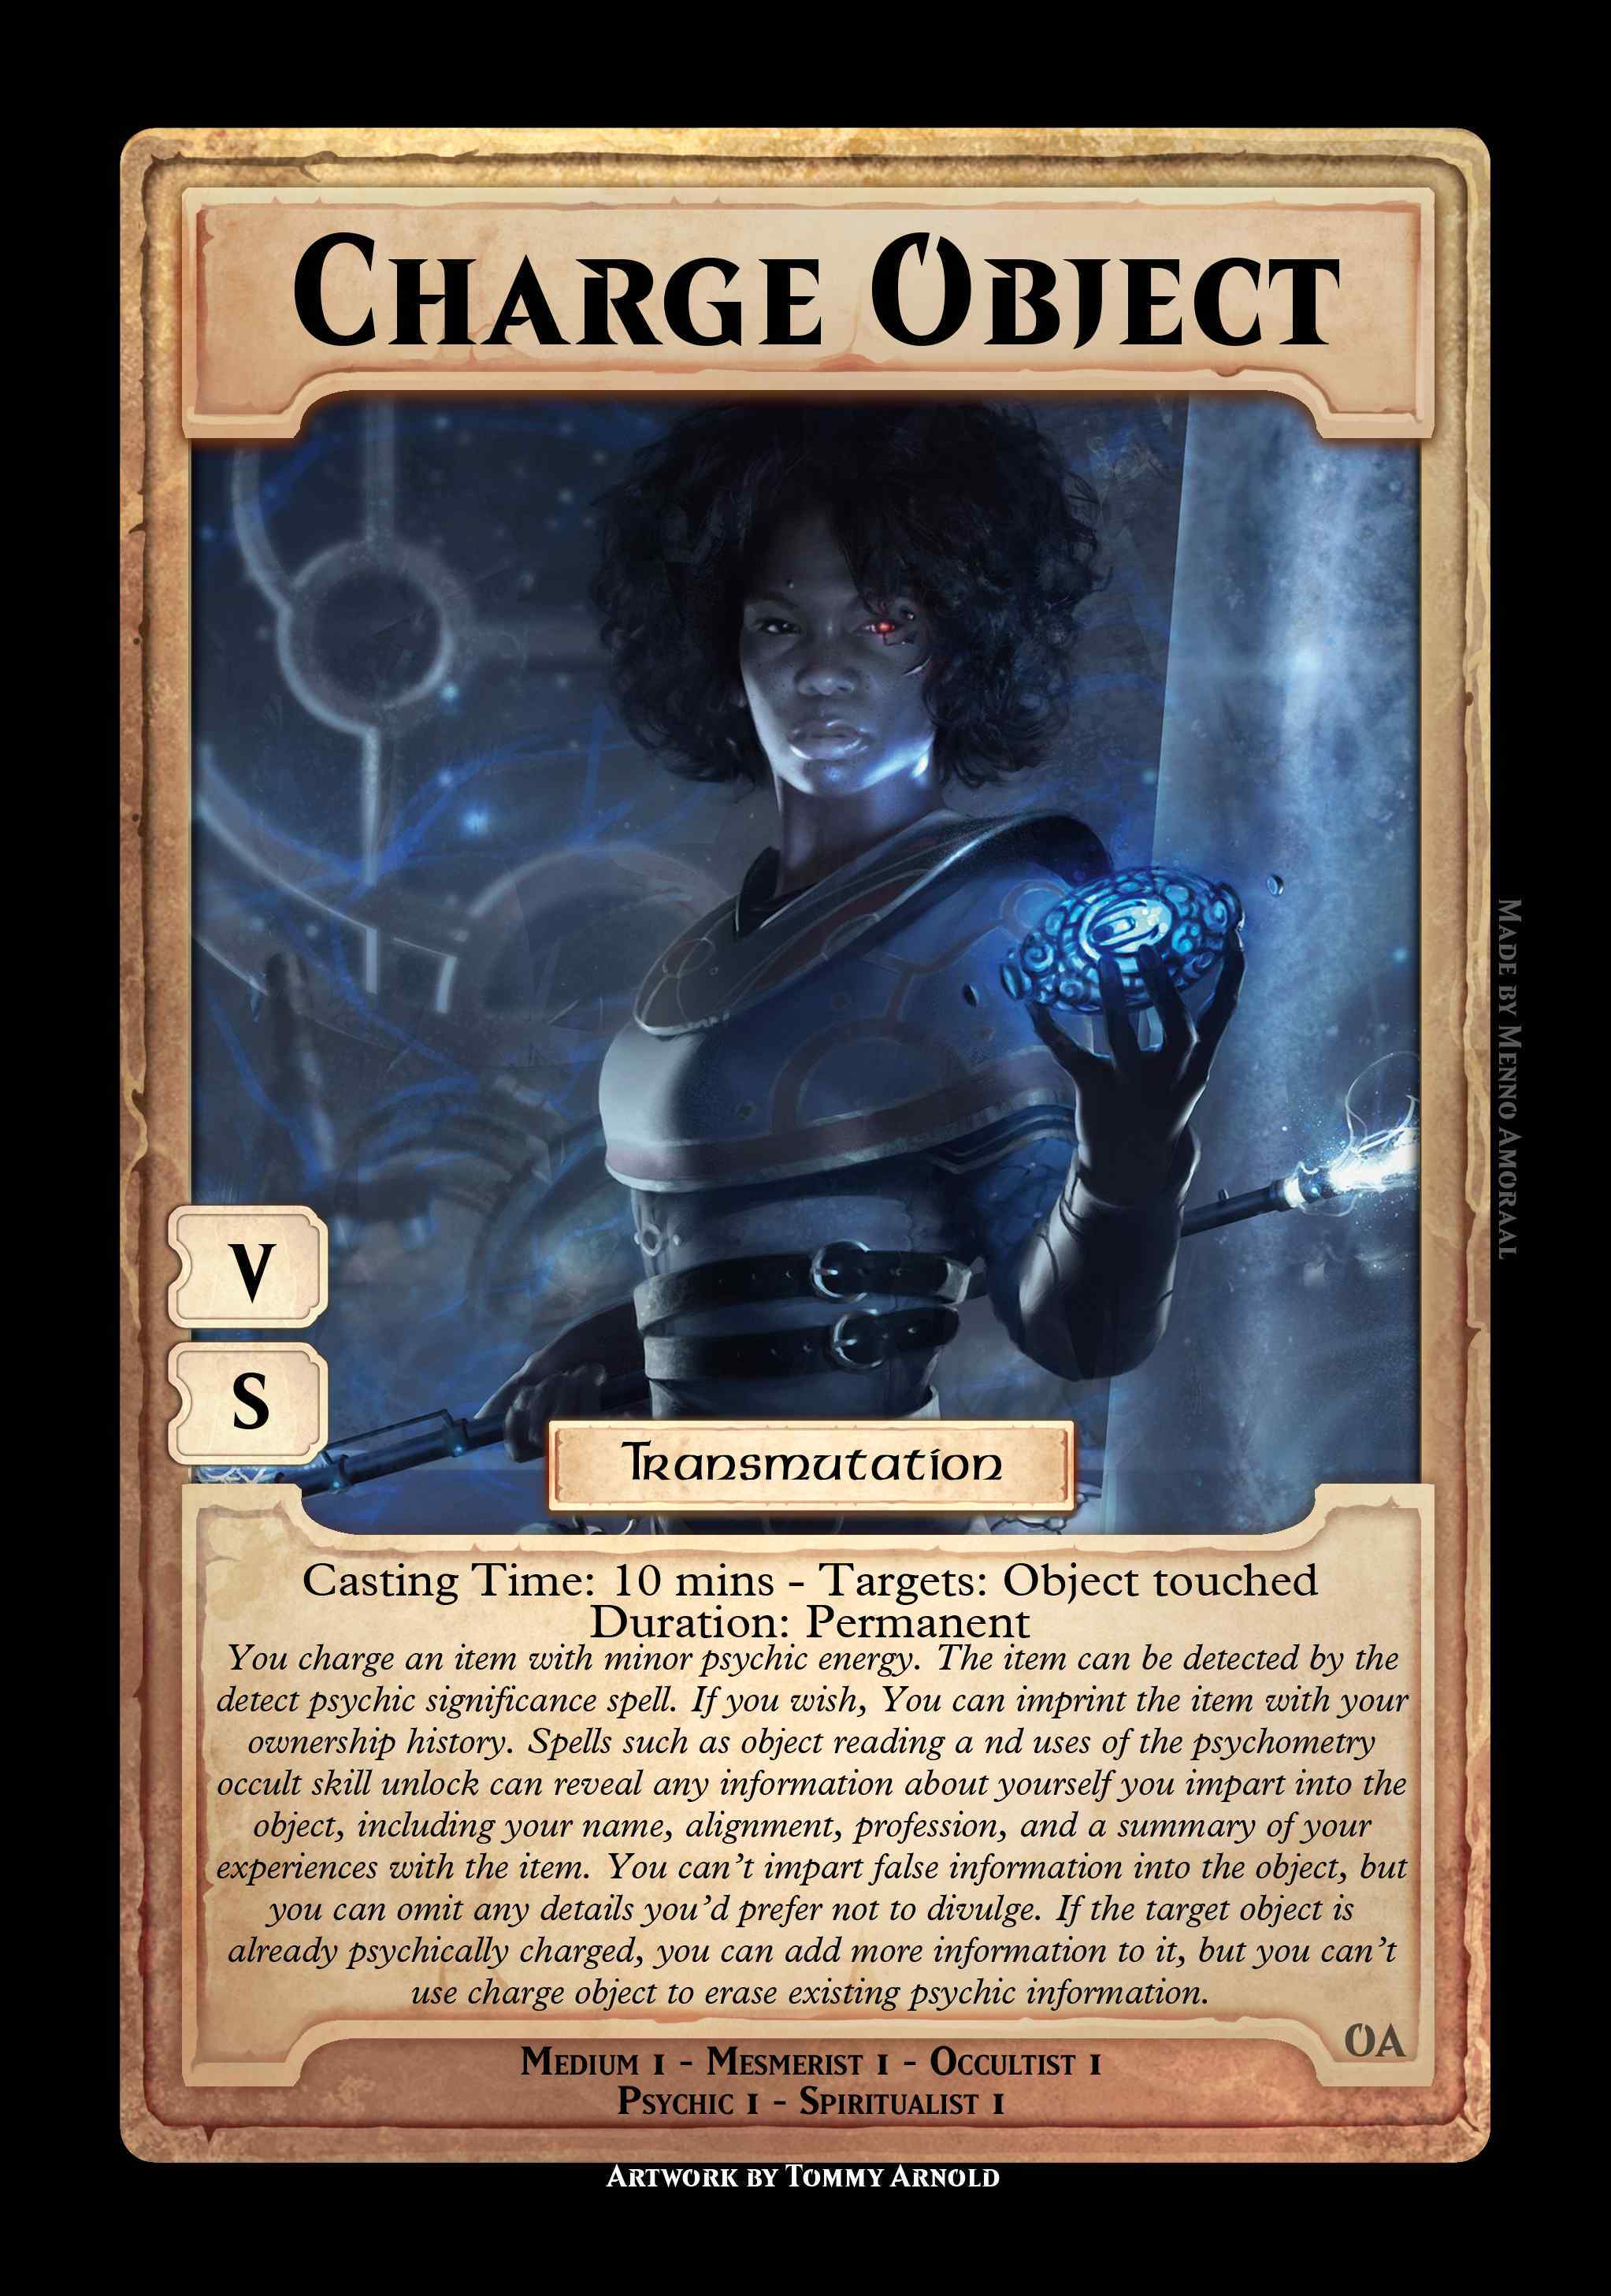 Charge Object
V
S
Transmutation
Casting Time: 10 mins - Targets: Object touched
Duration: Permanent
You charge an item with minor psychic energy. The item can be detected by the
detect psychic significance spell. If you wish, You can imprint the item with your
ownership history. Spells such as object reading a nd uses of the psychometry
occult skill unlock can reveal any information about yourself you impart into the
object, including your name, alignment, profession, and a summary of your
experiences with the item. You can't impart false information into the object, but
you can omit any details you'd prefer not to divulge. If the target object is
already psychically charged, you can add more information to it, but you can't
use charge object to erase existing psychic information.
OA
Medium 1 - Mesmerist 1 - Occultist 1
Psychic 1 - Spiritualist 1
Artwork by Tommy Arnold
Made by Menno Amoraal